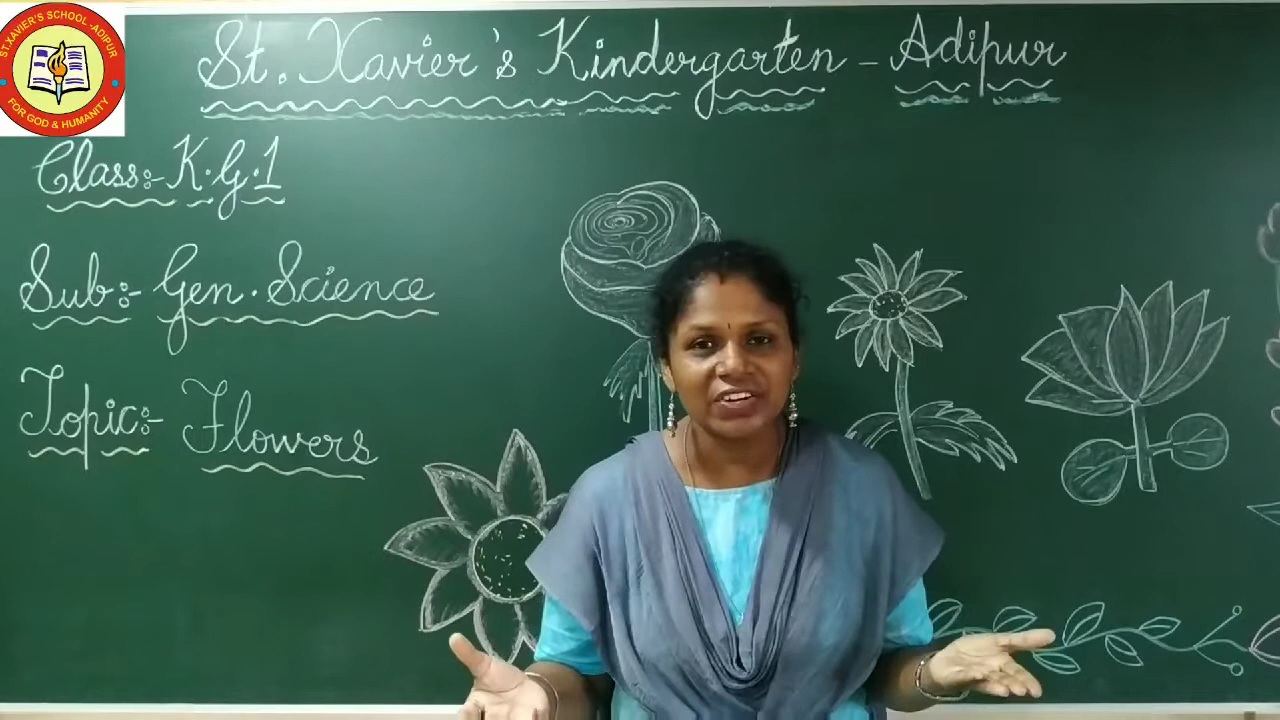 ST.XAVIER'S SCHOOL -ADIPUR
FOR GOD & HUMANITY
St. Xavier's Kindergarten - Adipur
Class:- K.G.1
Sub:- Gen. Science
Topic:- Flowers